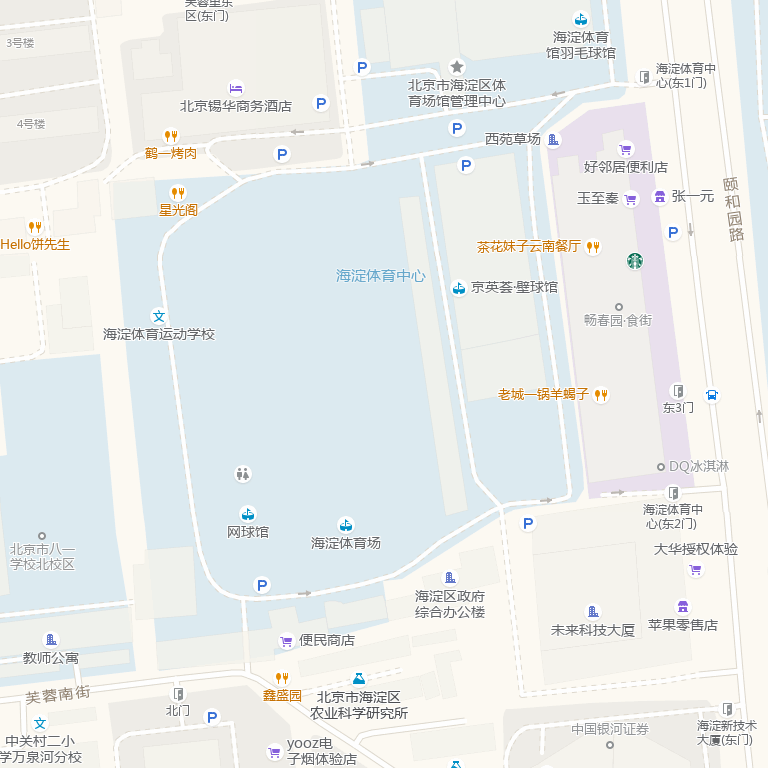 芙蓉里东
区(东门)
3号楼
海淀体育
馆羽毛球馆
海淀体育中
心(东1门)
P
北京市海淀区体
育场馆管理中心
北京锡华商务酒店
P
4号楼
P
西苑草场
鹤一烤肉
P
P
好邻居便利店
颐和园路
星光阁
玉至秦
张一元
P
Hello饼先生
茶花妹子云南餐厅
海淀体育中心
京英荟·壁球馆
文
海淀体育运动学校
畅春园·食街
老城一锅羊蝎子
东3门
DQ冰淇淋
网球馆
海淀体育场
海淀体育中
心(东2门)
P
北京市八一
学校北校区
大华授权体验
P
海淀区政府
综合办公楼
未来科技大厦
苹果零售店
便民商店
教师公寓
芙蓉南街
鑫盛园
北京市海淀区
农业科学研究所
北门
P
文
中关村二小
学万泉河分校
yooz电
子烟体验店
中国银河证券
海淀新技术
大厦(东门)